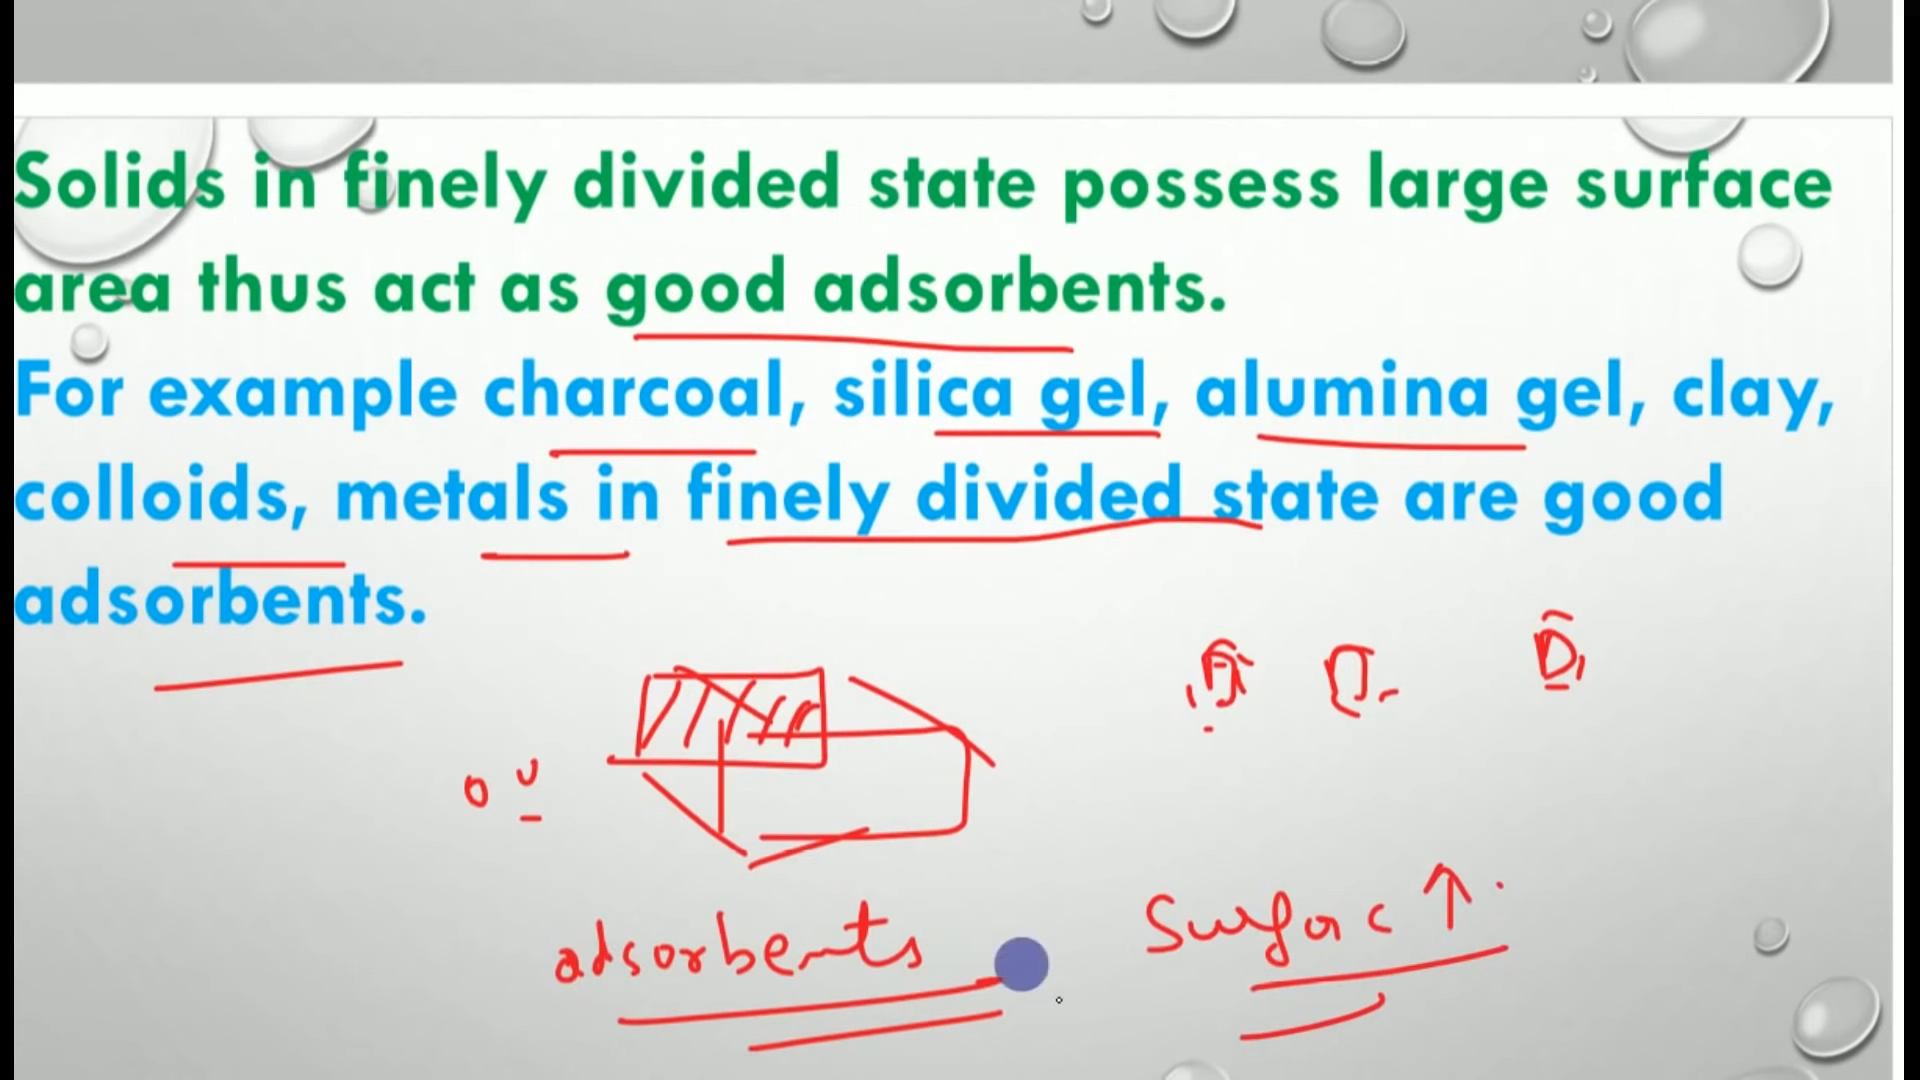 Solids in finely divided state possess large surface
area thus act as good adsorbents.
For example charcoal, silica gel, alumina gel, clay,
colloids, metals in finely divided state are good
adsorbents.
adsorbents
Surfac ↑